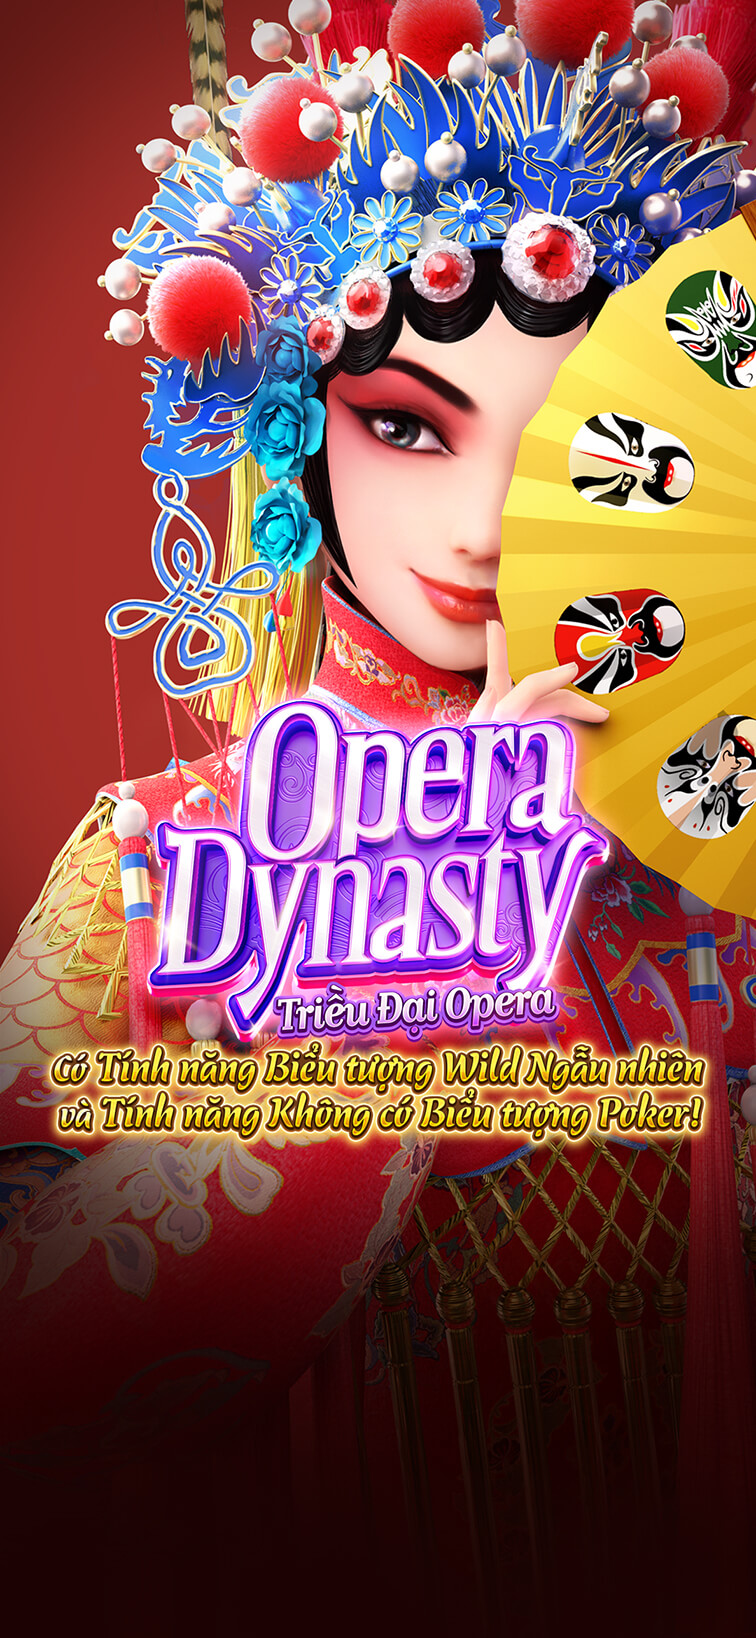 Opera
Dynasty
Triều Đại Opera
Có Tính năng Biểu tượng Wild Ngẫu nhiên
và Tính năng Không có Biểu tượng Poker!